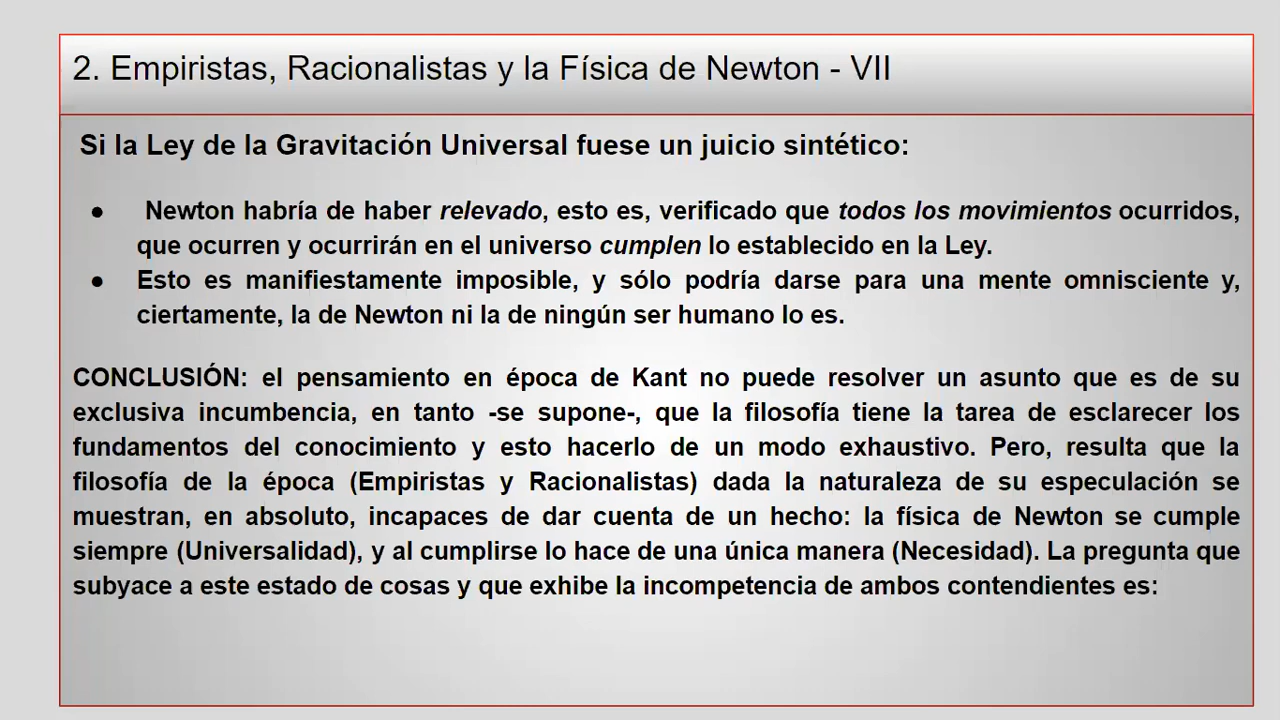 2. Empiristas, Racionalistas y la Física de Newton - VII
Si la Ley de la Gravitación Universal fuese un juicio sintético:
● Newton habría de haber relevado, esto es, verificado que todos los movimientos ocurridos,
que ocurren y ocurrirán en el universo cumplen lo establecido en la Ley.
● Esto es manifiestamente imposible, y sólo podría darse para una mente omnisciente y,
ciertamente, la de Newton ni la de ningún ser humano lo es.
CONCLUSIÓN: el pensamiento en época de Kant no puede resolver un asunto que es de su
exclusiva incumbencia, en tanto -se supone-, que la filosofía tiene la tarea de esclarecer los
fundamentos del conocimiento y esto hacerlo de un modo exhaustivo. Pero, resulta que la
filosofía de la época (Empiristas y Racionalistas) dada la naturaleza de su especulación se
muestran, en absoluto, incapaces de dar cuenta de un hecho: la física de Newton se cumple
siempre (Universalidad), y al cumplirse lo hace de una única manera (Necesidad). La pregunta que
subyace a este estado de cosas y que exhibe la incompetencia de ambos contendientes es: